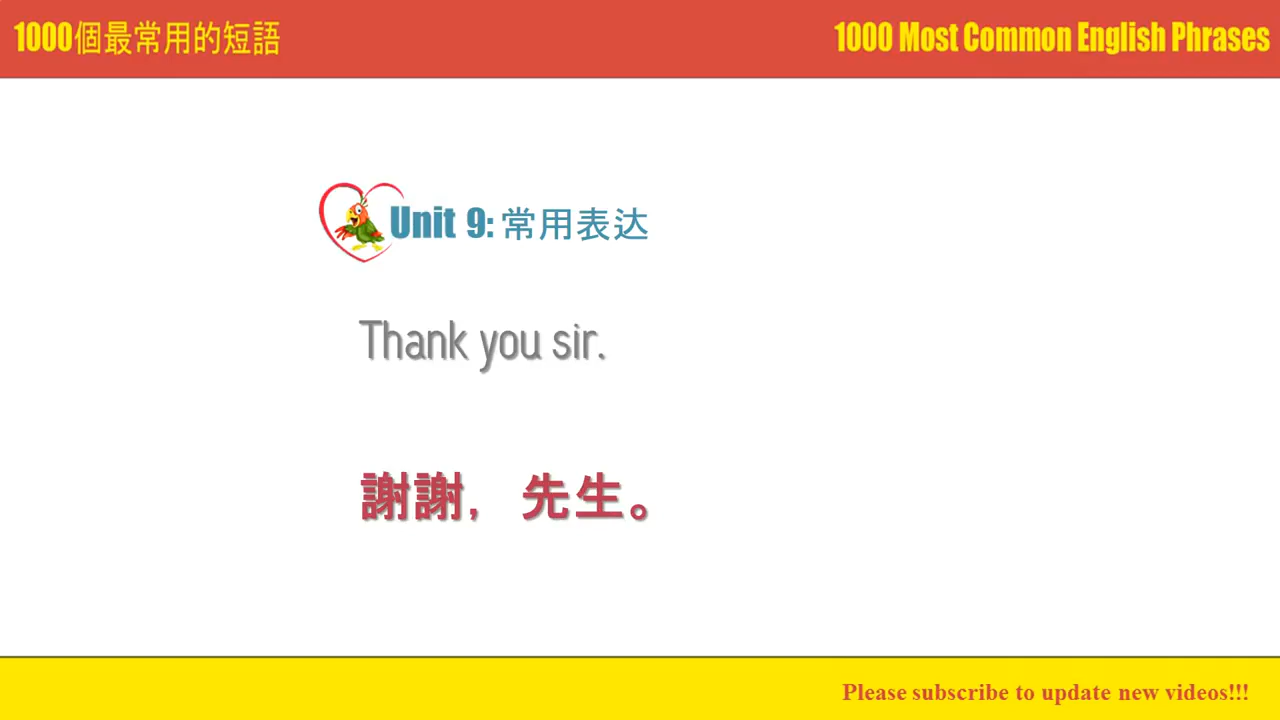 1000個最常用的短語
1000 Most Common English Phrases
Unit 9: 常用表达
Thank you sir.
謝謝，先生。
Please subscribe to update new videos!!!